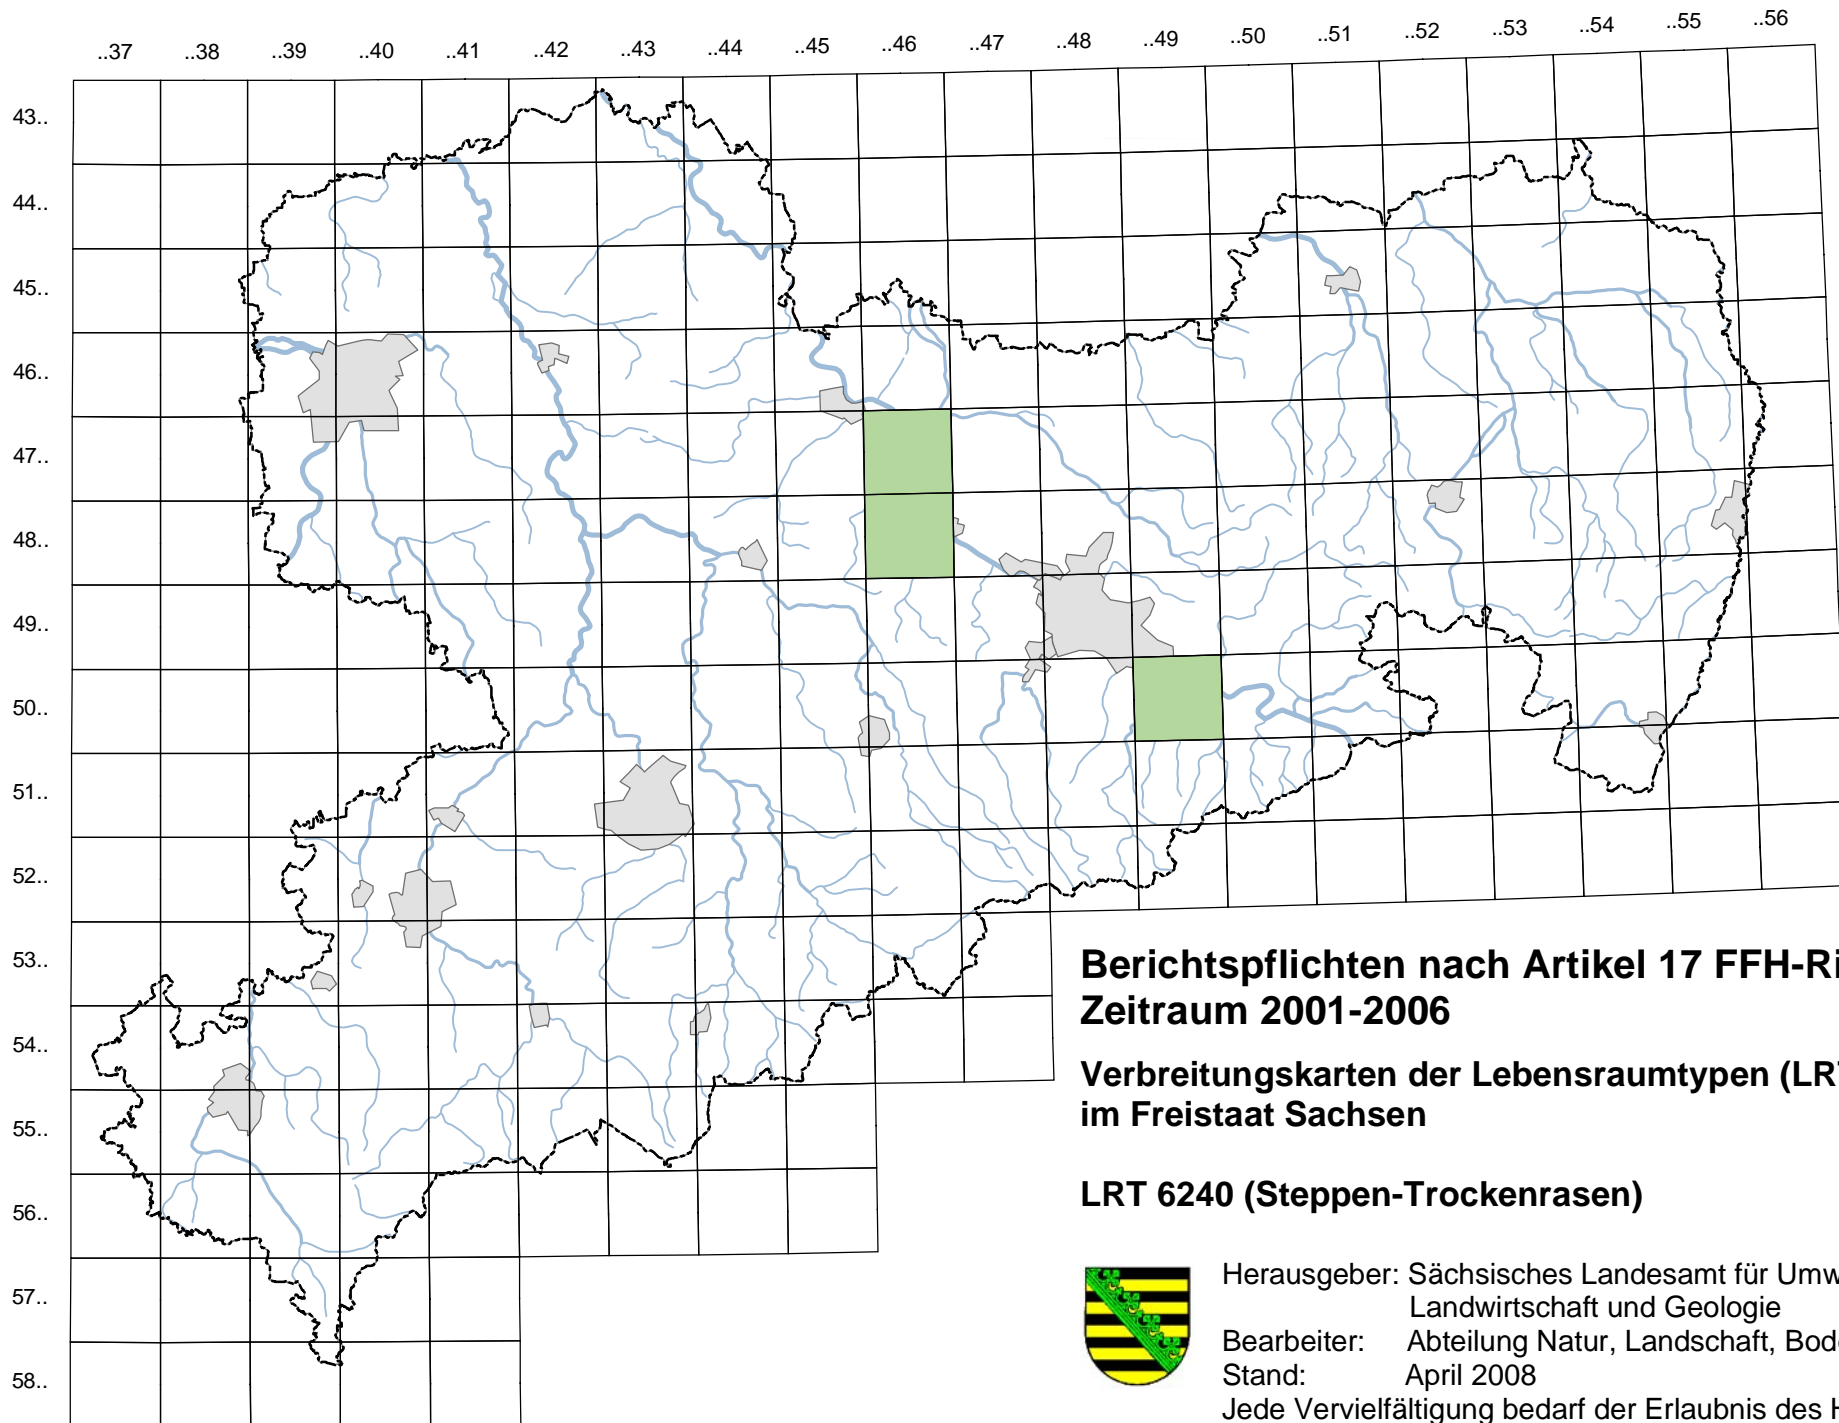 ..37 ..38 ..39 ..40 ..41 ..42 ..43 ..44 ..45 ..46 ..47 ..48 ..49 ..50 ..51 ..52 ..53 ..54 ..55 ..56
43..
44..
45..
46..
47..
48..
49..
50..
51..
52..
53..
54..
55..
56..
57..
58..
Berichtspflichten nach Artikel 17 FFH-Ri
Zeitraum 2001-2006
Verbreitungskarten der Lebensraumtypen (LRT
im Freistaat Sachsen
LRT 6240 (Steppen-Trockenrasen)
Herausgeber: Sächsisches Landesamt für Umw
Landwirtschaft und Geologie
Bearbeiter: Abteilung Natur, Landschaft, Bod
Stand: April 2008
Jede Vervielfältigung bedarf der Erlaubnis des H